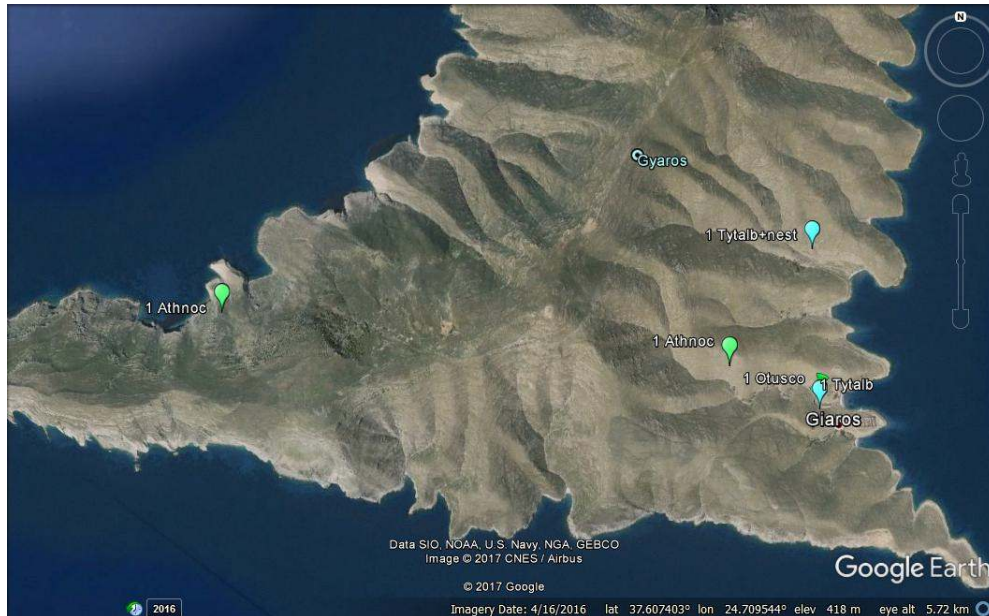 N
Gyaros
1 Tytalb+nest
1 Athnoc
1 Athnoc
1 Otusco
1 Tytalb
Giaros
Data SIO, NOAA, U.S. Navy, NGA, GEBCO
Image © 2017 CNES / Airbus
© 2017 Google
Google Earth
2016
Imagery Date: 4/16/2016 lat 37.607403° lon 24.709544° elev 418 m eye alt 5.72 km